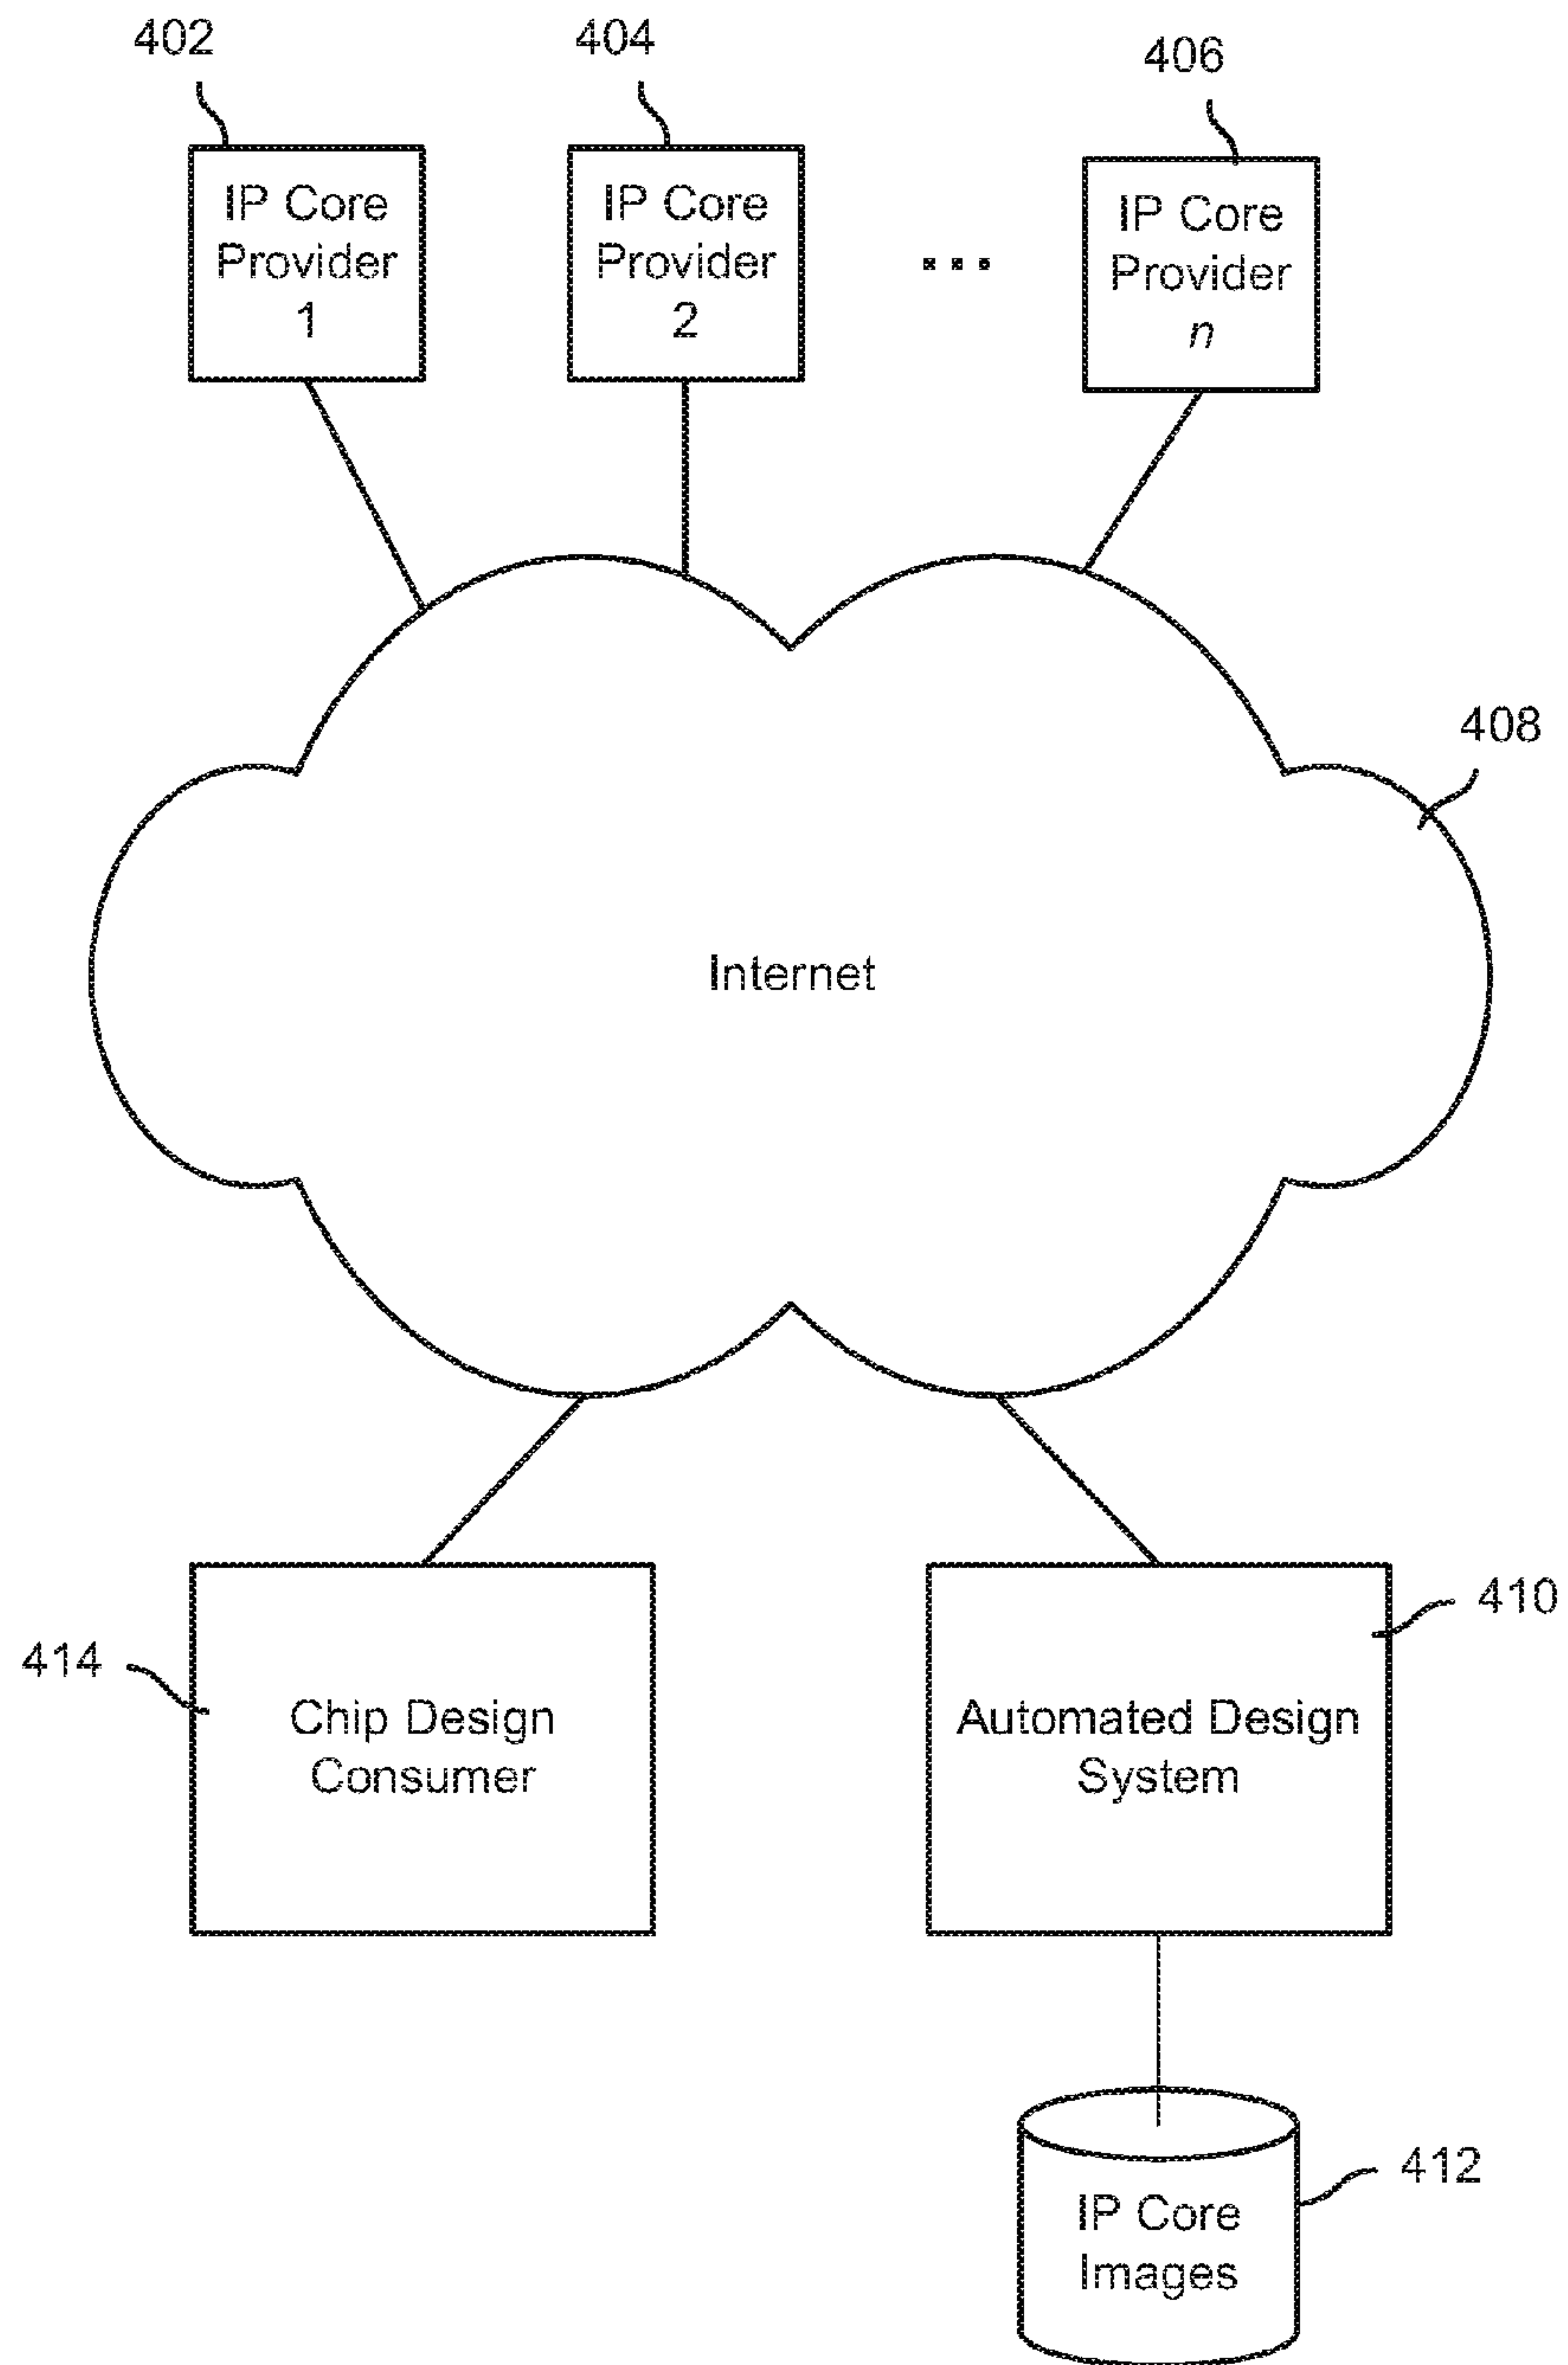 402
404
406
IP Core
Provider
1
IP Core
Provider
2
...
IP Core
Provider
n
408
Internet
410
414
Chip Design
Consumer
Automated Design
System
412
IP Core
Images